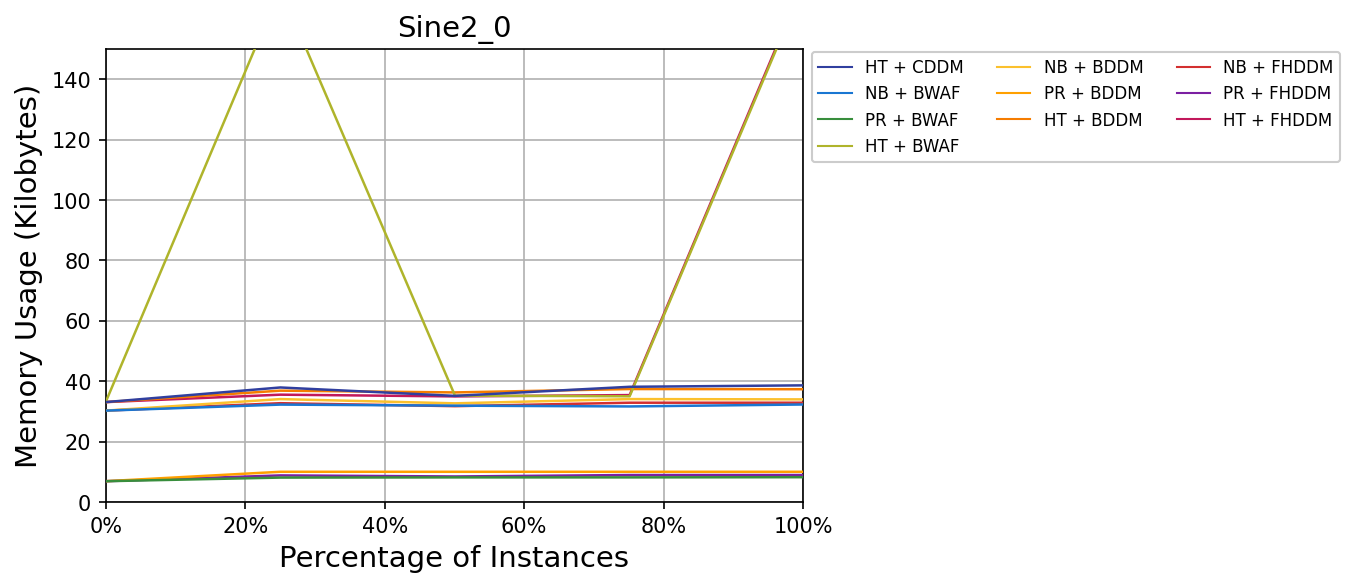 Sine2_0
Memory Usage (Kilobytes)
140
120
100
80
60
40
20
0
0%
20%
40%
60%
80%
100%
Percentage of Instances
HT + CDDM
NB + BWAF
PR + BWAF
HT + BWAF
NB + BDDM
PR + BDDM
HT + BDDM
NB + FHDDM
PR + FHDDM
HT + FHDDM